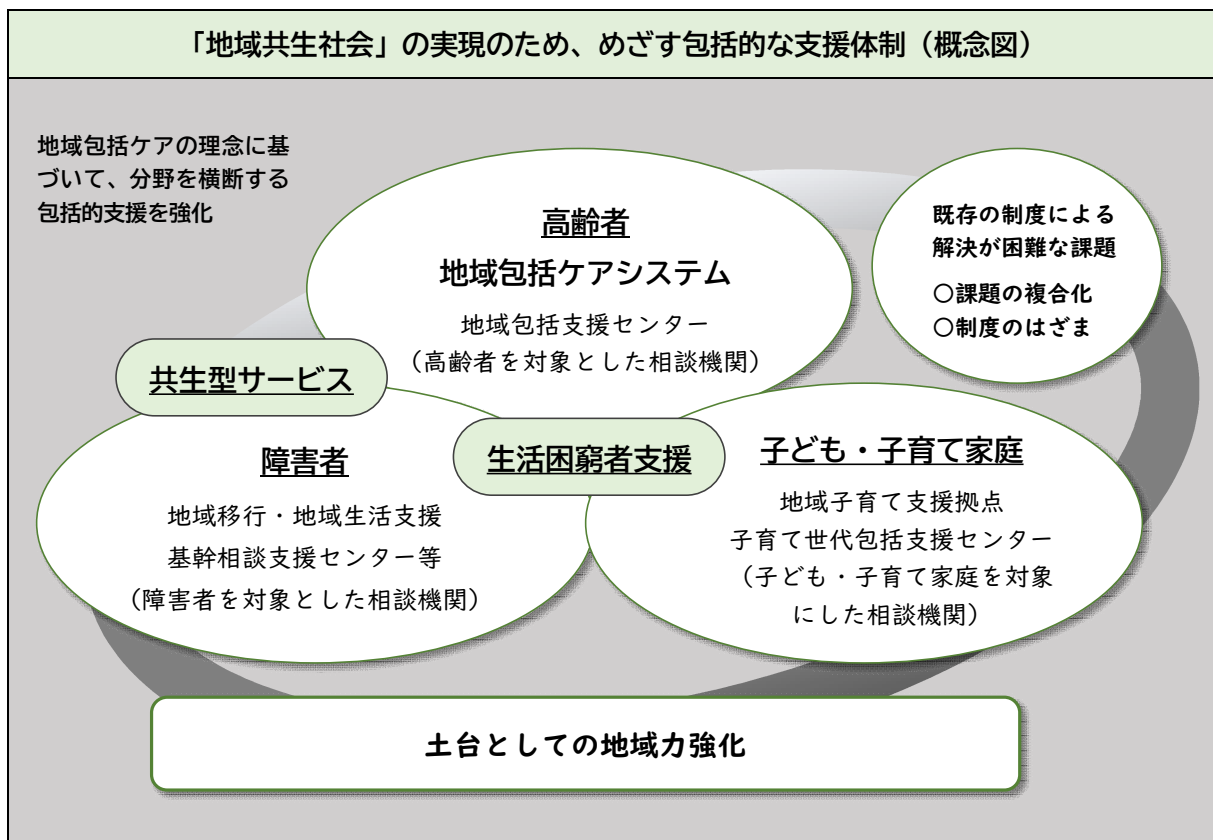 「地域共生社会」の実現のため、めざす包括的な支援体制（概念図）
地域包括ケアの理念に基
づいて、分野を横断する
包括的支援を強化
高齢者
地域包括ケアシステム
地域包括支援センター
（高齢者を対象とした相談機関）
既存の制度による
解決が困難な課題
○課題の複合化
○制度のはざま
共生型サービス
障害者
地域移行・地域生活支援
基幹相談支援センター等
（障害者を対象とした相談機関）
生活困窮者支援
子ども・子育て家庭
地域子育て支援拠点
子育て世代包括支援センター
（子ども・子育て家庭を対象
にした相談機関）
土台としての地域力強化